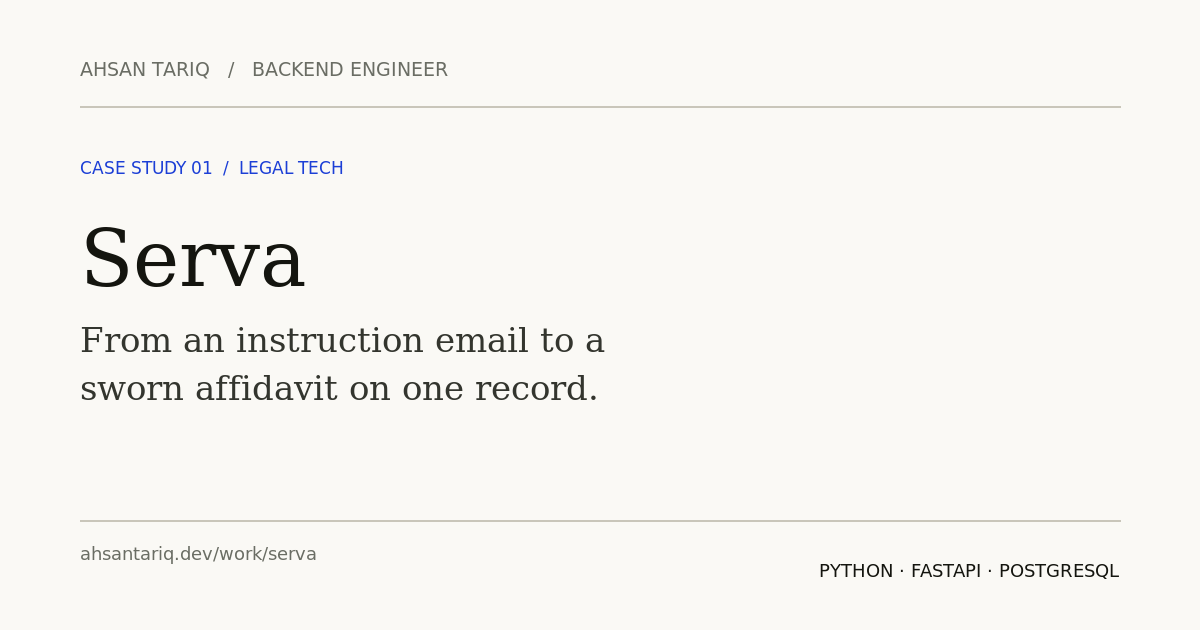 AHSAN TARIQ / BACKEND ENGINEER
CASE STUDY 01 / LEGAL TECH
Serva
From an instruction email to a
sworn affidavit on one record.
ahsantariq.dev/work/serva
PYTHON · FASTAPI · POSTGRESQL